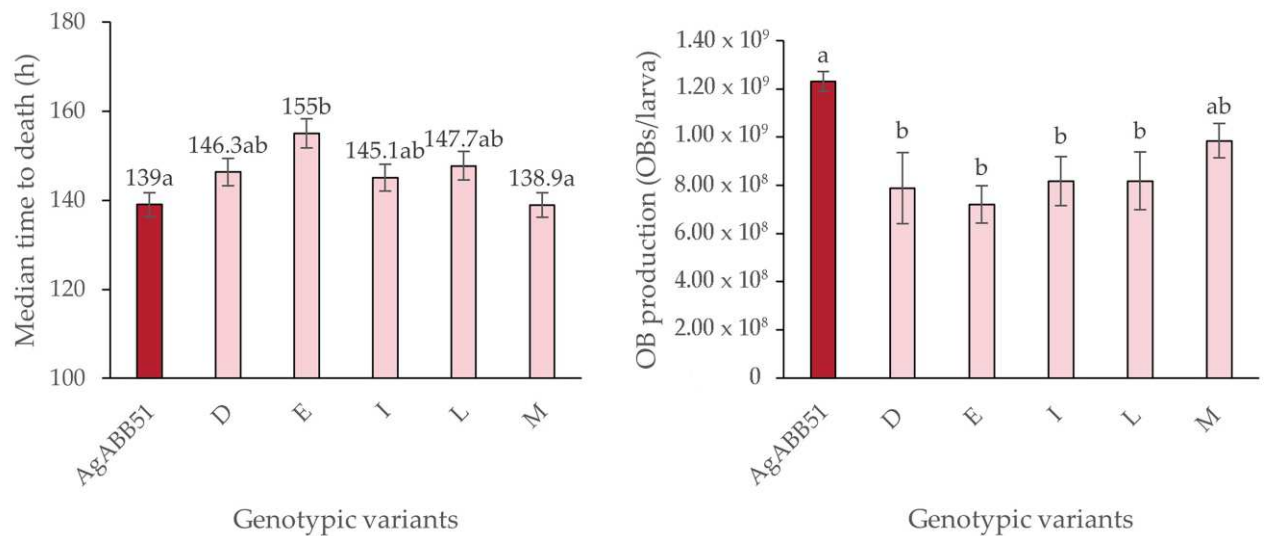 Median time to death (h)
180
160
140
120
100
139a
146.3ab
155b
145.1ab
147.7ab
138.9a
AgABB51
D
E
I
L
M
Genotypic variants
OB production (OBs/larva)
1.40 x 10⁹
1.20 x 10⁹
1.00 x 10⁹
8.00 x 10⁸
6.00 x 10⁸
4.00 x 10⁸
2.00 x 10⁸
0
a
b
b
b
b
ab
AgABB51
D
E
I
L
M
Genotypic variants